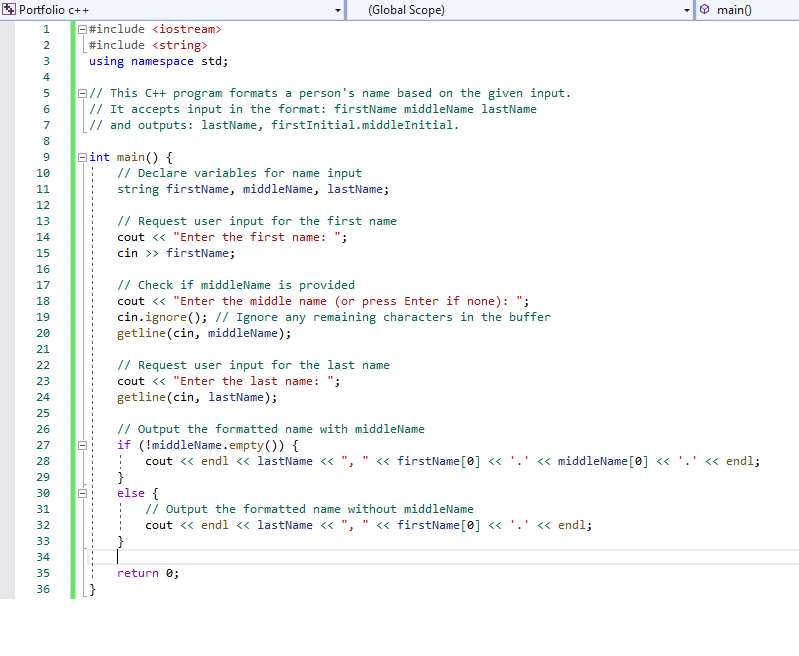 Portfolio c++ (Global Scope) main()
1 #include <iostream>
2 #include <string>
3 using namespace std;
4
5 // This C++ program formats a person's name based on the given input.
6 // It accepts input in the format: firstName middleName lastName
7 // and outputs: lastName, firstInitial.middleInitial.
8
9 int main() {
10     // Declare variables for name input
11     string firstName, middleName, lastName;
12
13     // Request user input for the first name
14     cout << "Enter the first name: ";
15     cin >> firstName;
16
17     // Check if middleName is provided
18     cout << "Enter the middle name (or press Enter if none): ";
19     cin.ignore(); // Ignore any remaining characters in the buffer
20     getline(cin, middleName);
21
22     // Request user input for the last name
23     cout << "Enter the last name: ";
24     getline(cin, lastName);
25
26     // Output the formatted name with middleName
27     if (!middleName.empty()) {
28         cout << endl << lastName << ", " << firstName[0] << '.' << middleName[0] << '.' << endl;
29     }
30     else {
31         // Output the formatted name without middleName
32         cout << endl << lastName << ", " << firstName[0] << '.' << endl;
33     }
34
35     return 0;
36 }